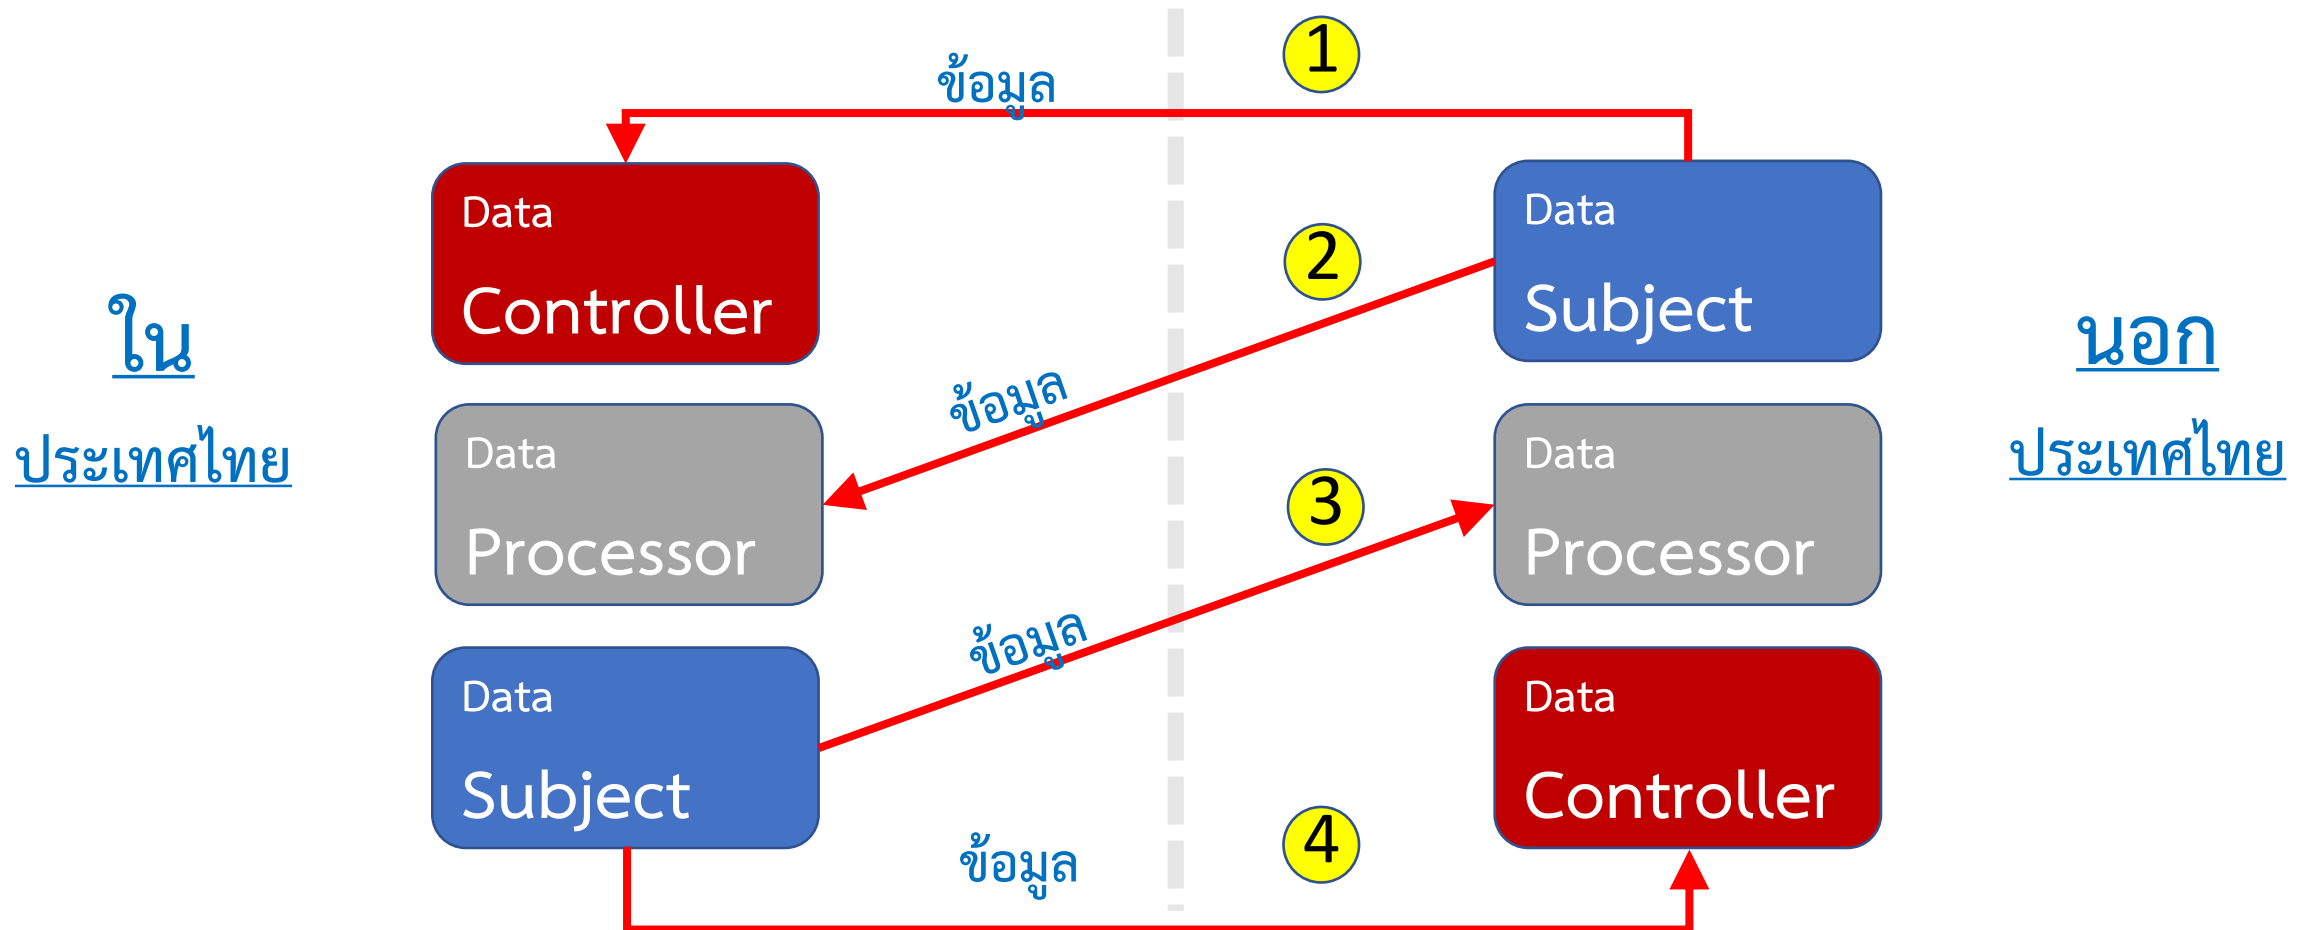 1
ข้อมูล
Data
Controller
Data
Subject
2
ใน
ประเทศไทย
นอก
ประเทศไทย
ข้อมูล
Data
Processor
3
Data
Processor
ข้อมูล
Data
Subject
Data
Controller
4
ข้อมูล